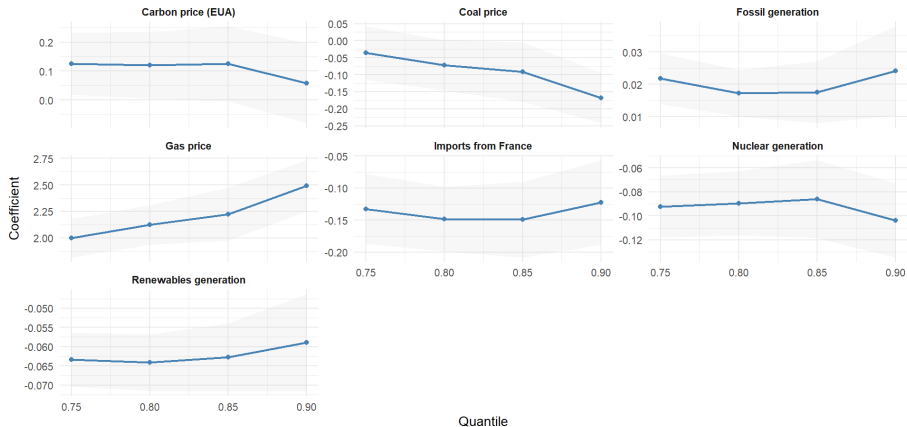 Carbon price (EUA)
0.2
0.1
0.0
Coal price
0.05
0.00
-0.05
-0.10
-0.15
-0.20
-0.25
Fossil generation
0.03
0.02
0.01
Gas price
2.75
2.50
2.25
2.00
Imports from France
-0.05
-0.10
-0.15
-0.20
0.75 0.80 0.85 0.90
Nuclear generation
-0.06
-0.08
-0.10
-0.12
0.75 0.80 0.85 0.90
Renewables generation
-0.050
-0.055
-0.060
-0.065
-0.070
0.75 0.80 0.85 0.90
Coefficient
Quantile